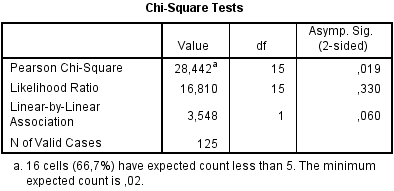 Chi-Square Tests
Value df Asymp. Sig. (2-sided)
Pearson Chi-Square 28,442a 15 ,019
Likelihood Ratio 16,810 15 ,330
Linear-by-Linear Association 3,548 1 ,060
N of Valid Cases 125
a. 16 cells (66,7%) have expected count less than 5. The minimum
expected count is ,02.